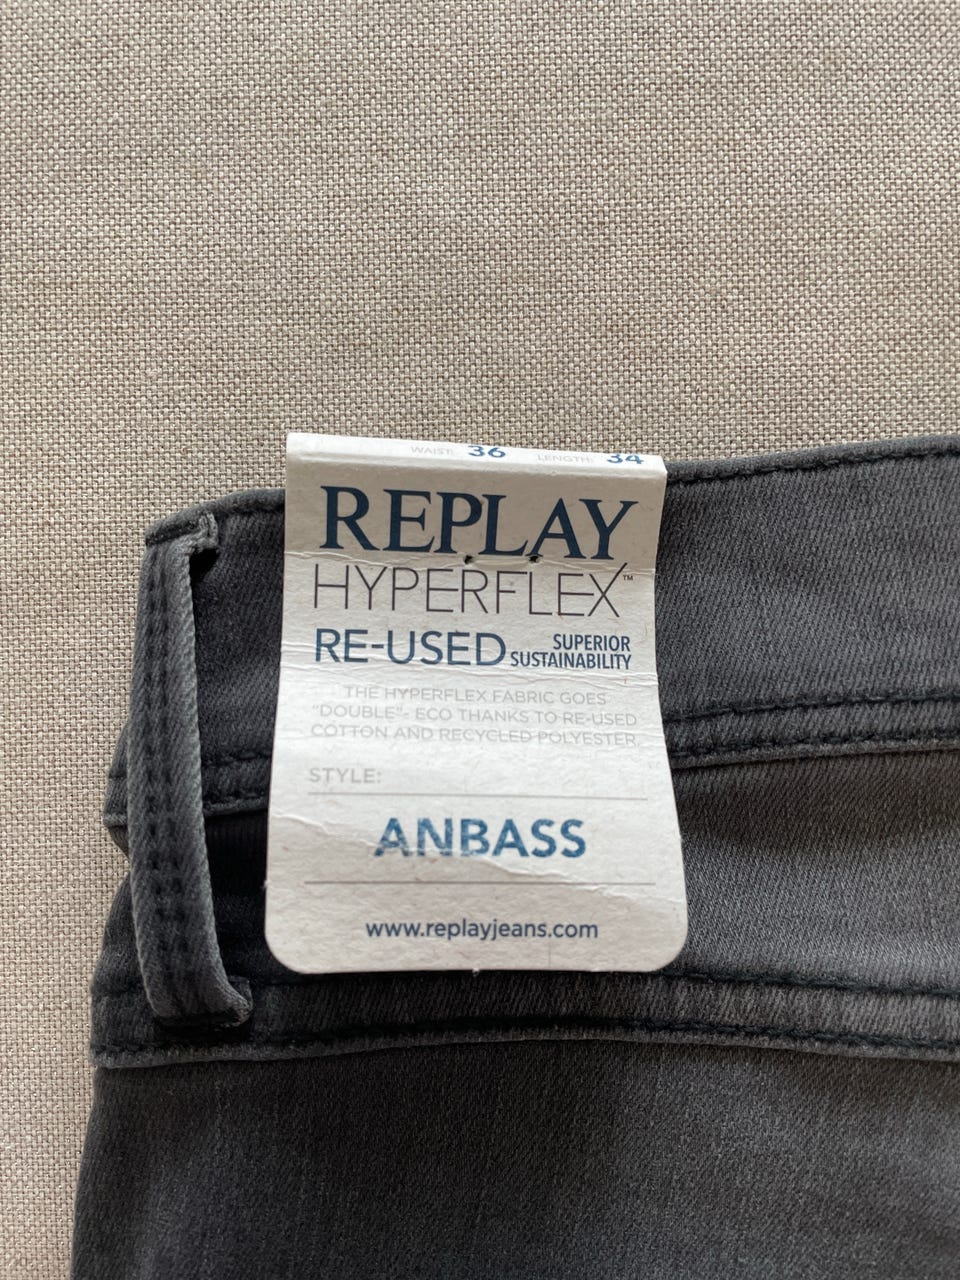 WAIST: 36 LENGTH: 34
REPLAY
HYPERFLEX™
RE-USED SUPERIOR SUSTAINABILITY
THE HYPERFLEX FABRIC GOES
"DOUBLE"- ECO THANKS TO RE-USED
COTTON AND RECYCLED POLYESTER.
STYLE:
ANBASS
www.replayjeans.com